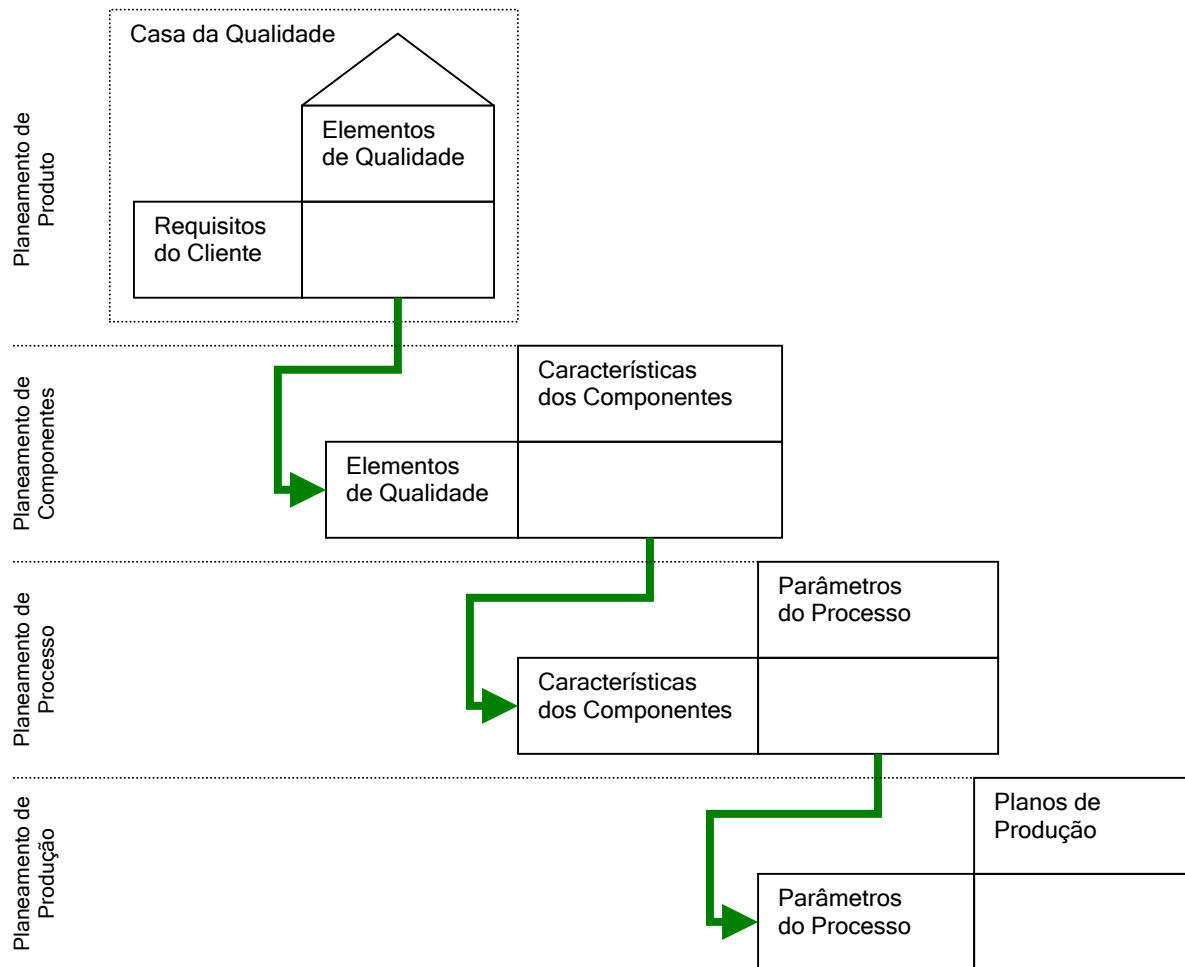 Casa da Qualidade
Planeamento de
Produto
Elementos
de Qualidade
Requisitos
do Cliente
Planeamento de
Componentes
Características
dos Componentes
Elementos
de Qualidade
Planeamento de
Processo
Parâmetros
do Processo
Características
dos Componentes
Planeamento de
Produção
Planos de
Produção
Parâmetros
do Processo